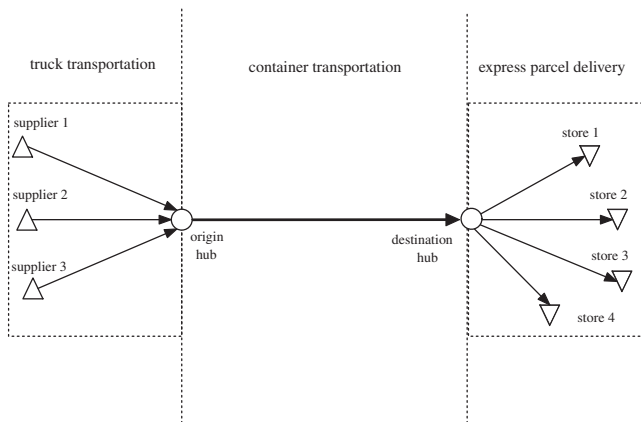 truck transportation
container transportation
express parcel delivery
supplier 1
supplier 2
supplier 3
origin
hub
destination
hub
store 1
store 2
store 3
store 4